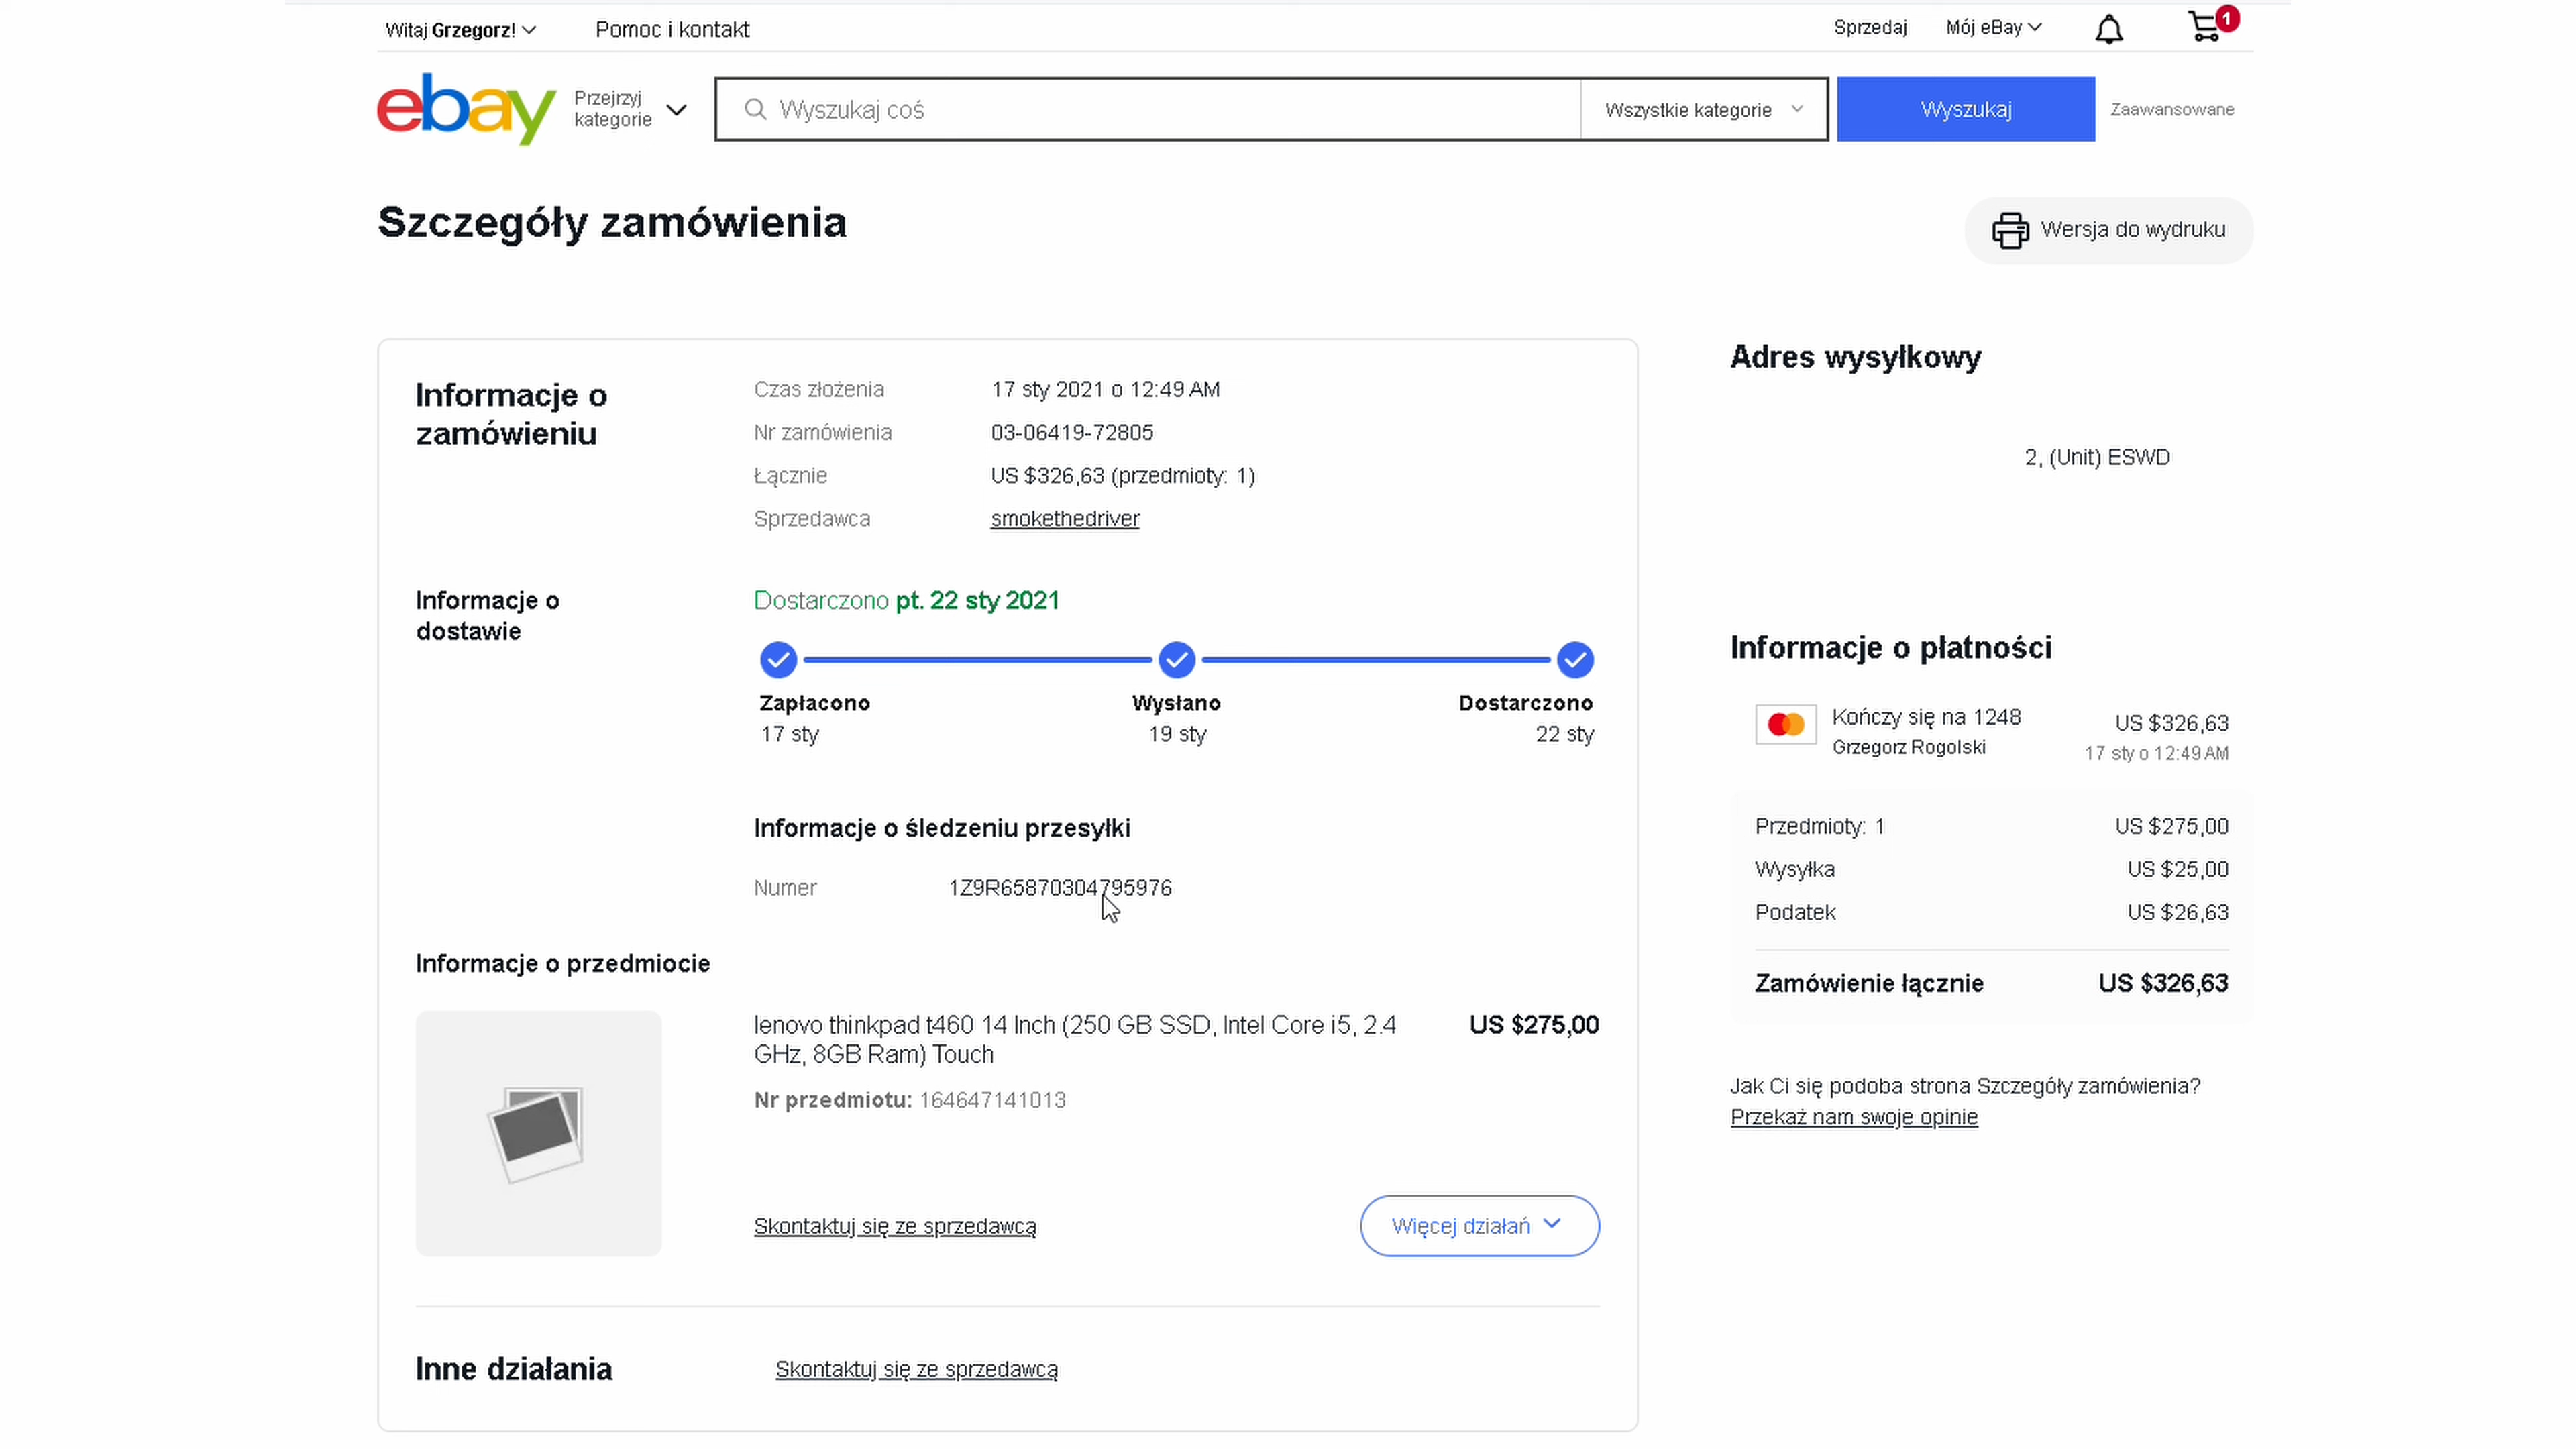 Witaj Grzegorz!
Pomoc i kontakt
Sprzedaj
Mój eBay
1
ebay
Przejrzyj
kategorie
Wyszukaj coś
Wszystkie kategorie
Wyszukaj
Zaawansowane
Szczegóły zamówienia
Wersja do wydruku
Informacje o
zamówieniu
Czas złożenia 17 sty 2021 o 12:49 AM
Nr zamówienia 03-06419-72805
Łącznie US $326,63 (przedmioty: 1)
Sprzedawca smokethedriver
Informacje o
dostawie
Dostarczono pt. 22 sty 2021
Zapłacono Wysłano Dostarczono
17 sty 19 sty 22 sty
Informacje o śledzeniu przesyłki
Numer 1Z9R65870304795976
Informacje o przedmiocie
lenovo thinkpad t460 14 Inch (250 GB SSD, Intel Core i5, 2.4
GHz, 8GB Ram) Touch
US $275,00
Nr przedmiotu: 164647141013
Skontaktuj się ze sprzedawcą
Więcej działań
Inne działania
Skontaktuj się ze sprzedawcą
Adres wysyłkowy
2, (Unit) ESWD
Informacje o płatności
Kończy się na 1248 US $326,63
Grzegorz Rogolski 17 sty o 12:49 AM
Przedmioty: 1 US $275,00
Wysyłka US $25,00
Podatek US $26,63
Zamówienie łącznie US $326,63
Jak Ci się podoba strona Szczegóły zamówienia?
Przekaż nam swoje opinie